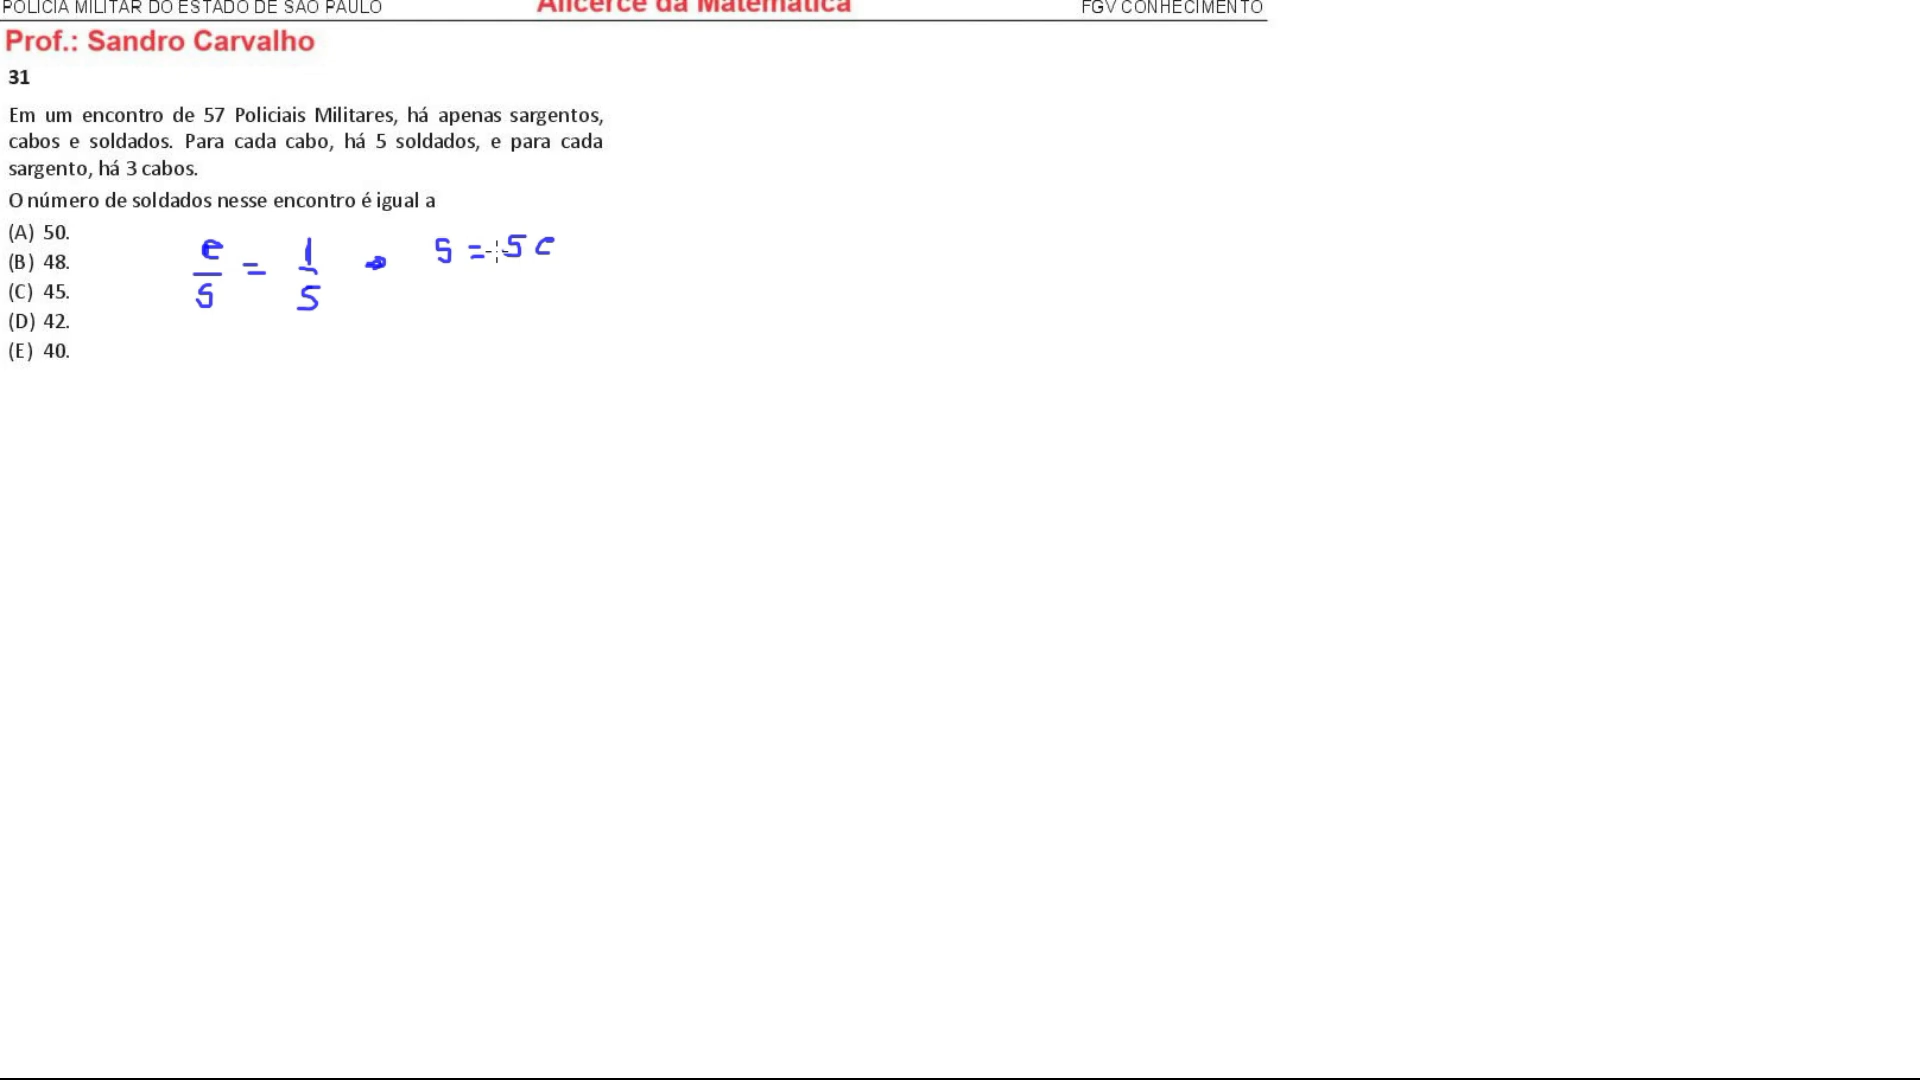 POLÍCIA MILITAR DO ESTADO DE SÃO PAULO Alicerce da Matemática FGV CONHECIMENTO
Prof.: Sandro Carvalho
31
Em um encontro de 57 Policiais Militares, há apenas sargentos,
cabos e soldados. Para cada cabo, há 5 soldados, e para cada
sargento, há 3 cabos.
O número de soldados nesse encontro é igual a
(A) 50.
(B) 48.
(C) 45.
(D) 42.
(E) 40.
c/s = 1/5 → s = 5c